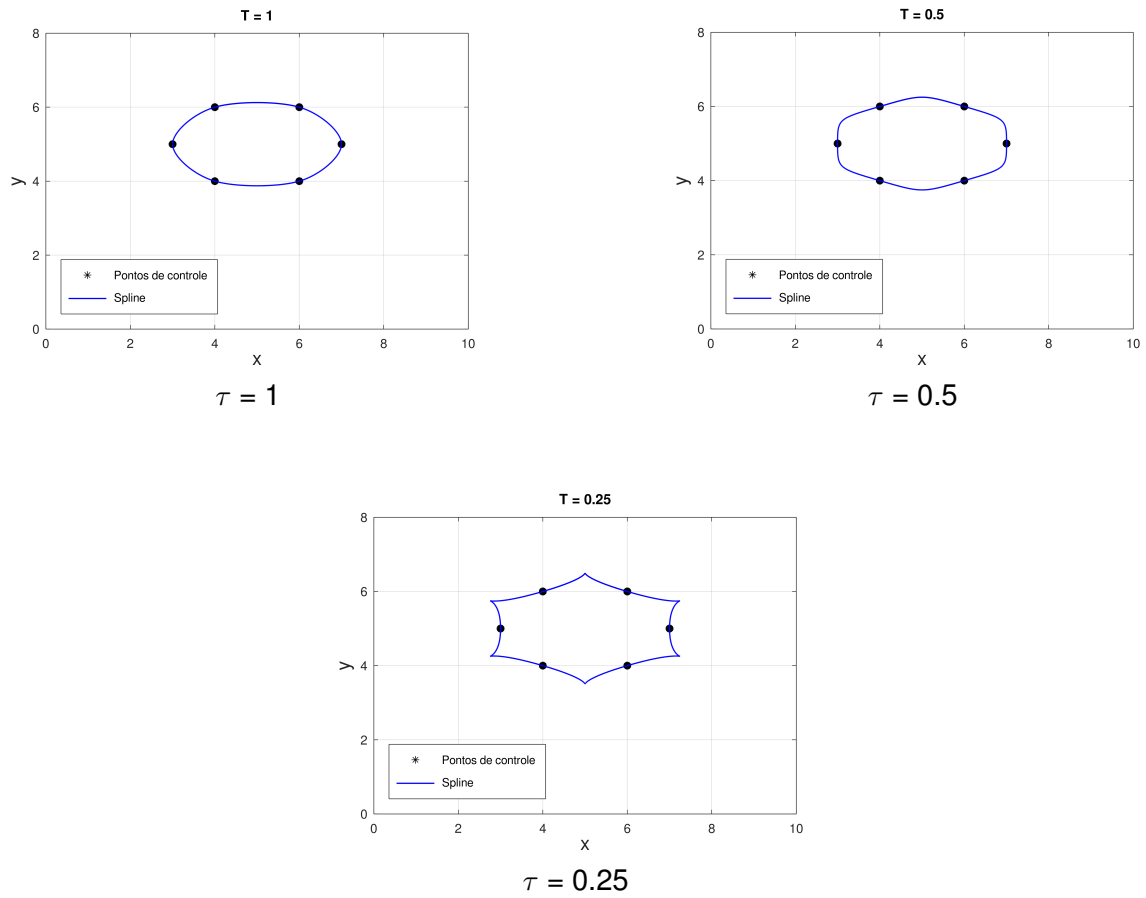 T = 1
8
6
4
2
0
y
Pontos de controle
Spline
0 2 4 6 8 10
x
τ = 1
T = 0.5
8
6
4
2
0
y
Pontos de controle
Spline
0 2 4 6 8 10
x
τ = 0.5
T = 0.25
8
6
4
2
0
y
Pontos de controle
Spline
0 2 4 6 8 10
x
τ = 0.25